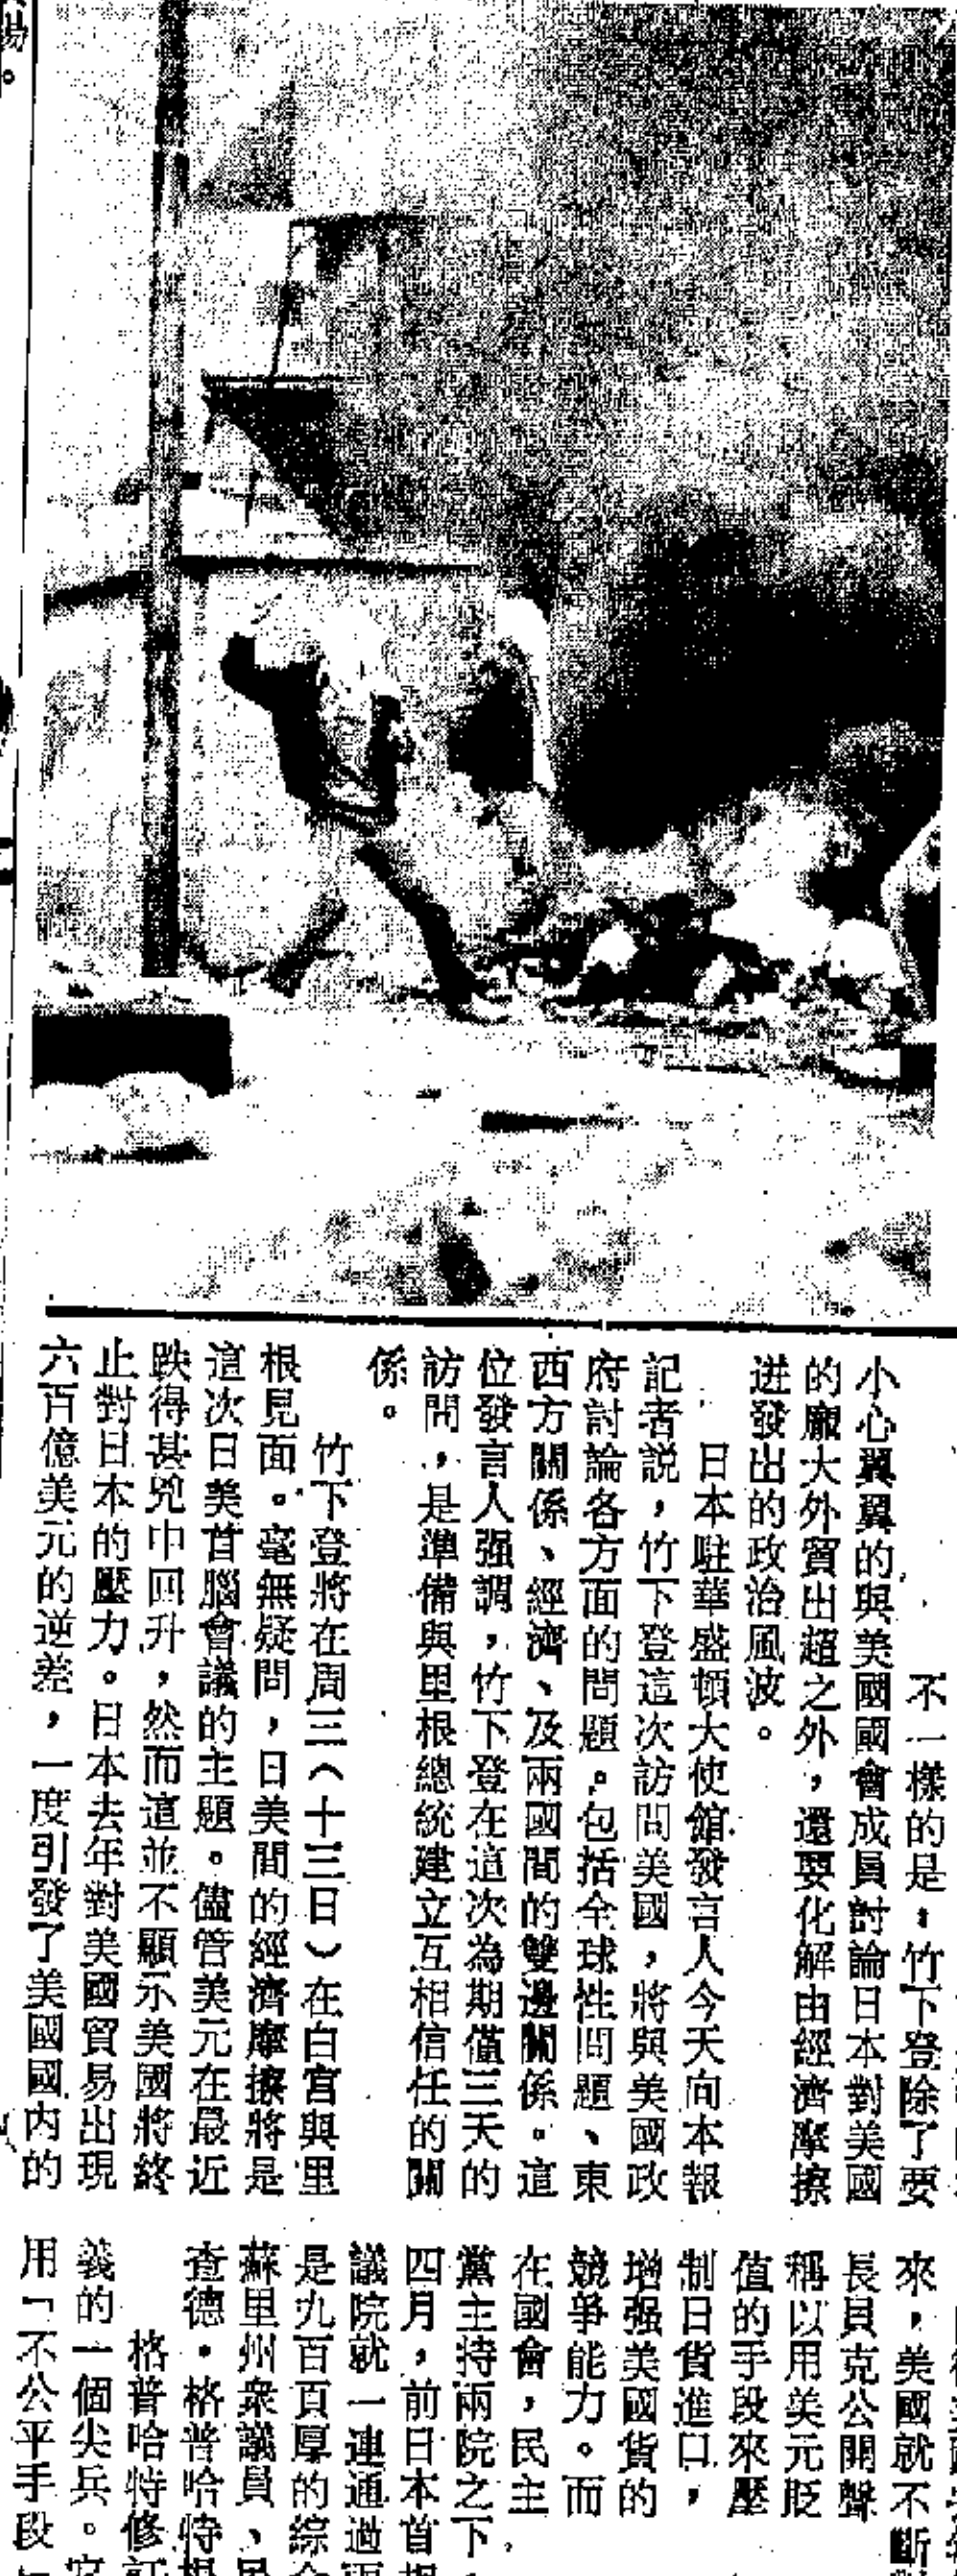 不一樣的是，竹下登除了要
小心翼翼的與美國國會成員討論日本對美國
的龐大外貿出超之外，還要化解由經濟摩擦
迸發出的政治風波。
日本駐華盛頓大使館發言人今天向本報
記者説，竹下登這次訪問美國，將與美國政
府討論各方面的問題。包括全球性問題、東
西方關係、經濟、及兩國間的雙邊關係。這
位發言人强調，竹下登在這次為期僅三天的
訪問，是準備與里根總統建立互相信任的關
係。
竹下登將在周三（十三日）在白宮與里
根見面。毫無疑問，日美間的經濟摩擦將是
這次日美首腦會議的主題。儘管美元在最近
跌得甚兇中回升，然而這並不顯示美國將終
止對日本的壓力。日本去年對美國貿易出現
六百億美元的逆差，一度引發了美國國内的
來，美國就不斷
長貝克公開聲
稱以用美元貶
值的手段來壓
制日貨進口，
增强美國貨的
競爭能力。而
在國會，民主
黨主持兩院之下，
四月，前日本首
議院就一連通過
是九百頁厚的綜
蘇里州衆議員、
查德·格普哈特
格普哈特修訂
義的一個尖兵。
用「不公平手段